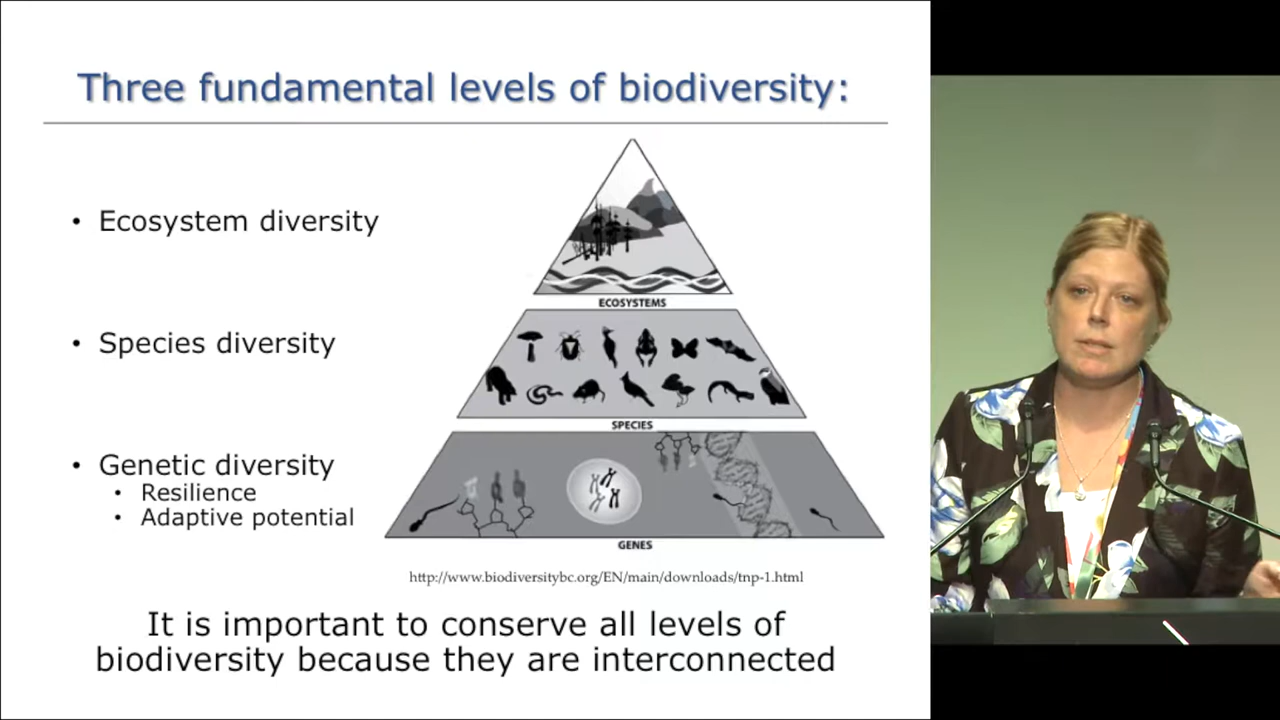 Three fundamental levels of biodiversity:
• Ecosystem diversity
ECOSYSTEMS
• Species diversity
SPECIES
• Genetic diversity
• Resilience
• Adaptive potential
GENES
http://www.biodiversitybc.org/EN/main/downloads/tnp-1.html
It is important to conserve all levels of
biodiversity because they are interconnected